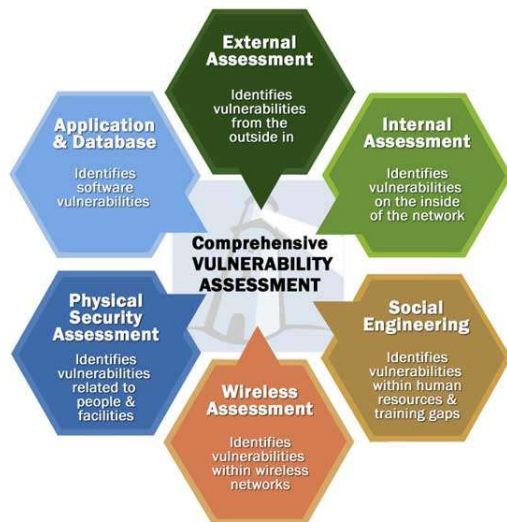 External
Assessment
Identifies
vulnerabilities
from the
outside in
Application
& Database
Identifies
software
vulnerabilities
Internal
Assessment
Identifies
vulnerabilities
on the inside
of the network
Comprehensive
VULNERABILITY
ASSESSMENT
Physical
Security
Assessment
Identifies
vulnerabilities
related to
people &
facilities
Social
Engineering
Identifies
vulnerabilities
within human
resources &
training gaps
Wireless
Assessment
Identifies
vulnerabilities
within wireless
networks